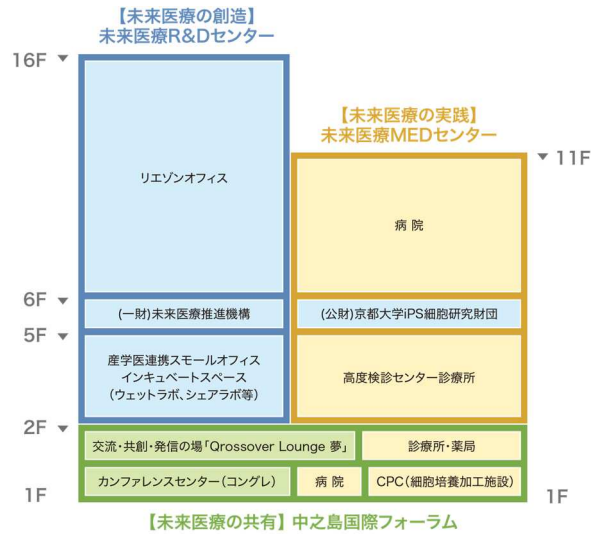 【未来医療の創造】
未来医療R&Dセンター
16F
リエゾンオフィス
【未来医療の実践】
未来医療MEDセンター
11F
病 院
6F
(一財)未来医療推進機構
(公財)京都大学iPS細胞研究財団
5F
産学医連携スモールオフィス
インキュベートスペース
(ウェットラボ、シェアラボ等)
高度検診センター診療所
2F
交流・共創・発信の場「Qrossover Lounge 夢」
診療所・薬局
1F
カンファレンスセンター(コングレ)
病 院
CPC(細胞培養加工施設)
1F
【未来医療の共有】 中之島国際フォーラム